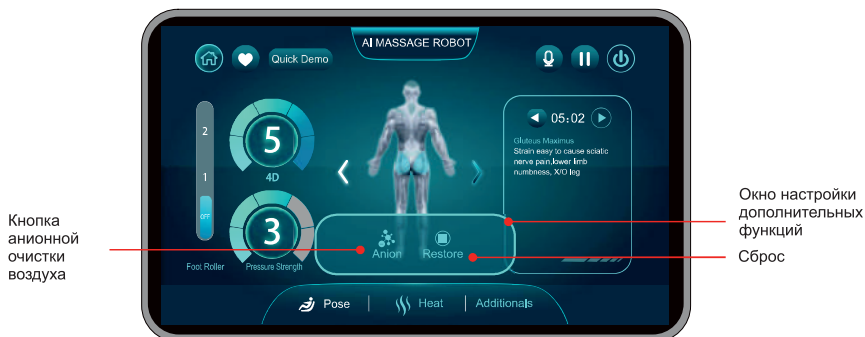 AI MASSAGE ROBOT
Quick Demo
2
1
OFF
Foot Roller
5
4D
3
Pressure Strength
05:02
Gluteus Maximus
Strain easy to cause sciatic
nerve pain,lower limb
numbness, X/O leg
Anion
Restore
Pose
Heat
Additionals
Кнопка
анионной
очистки
воздуха
Окно настройки
дополнительных
функций
Сброс